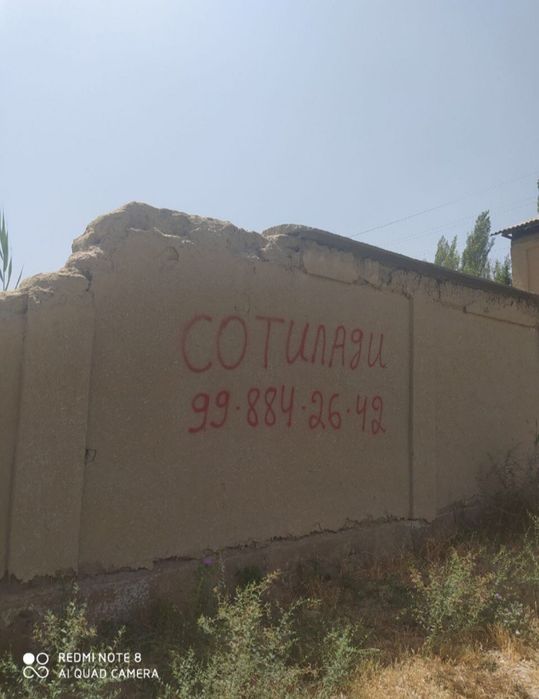 СОТИЛАДИ
99·884·26·42
REDMI NOTE 8
AI QUAD CAMERA